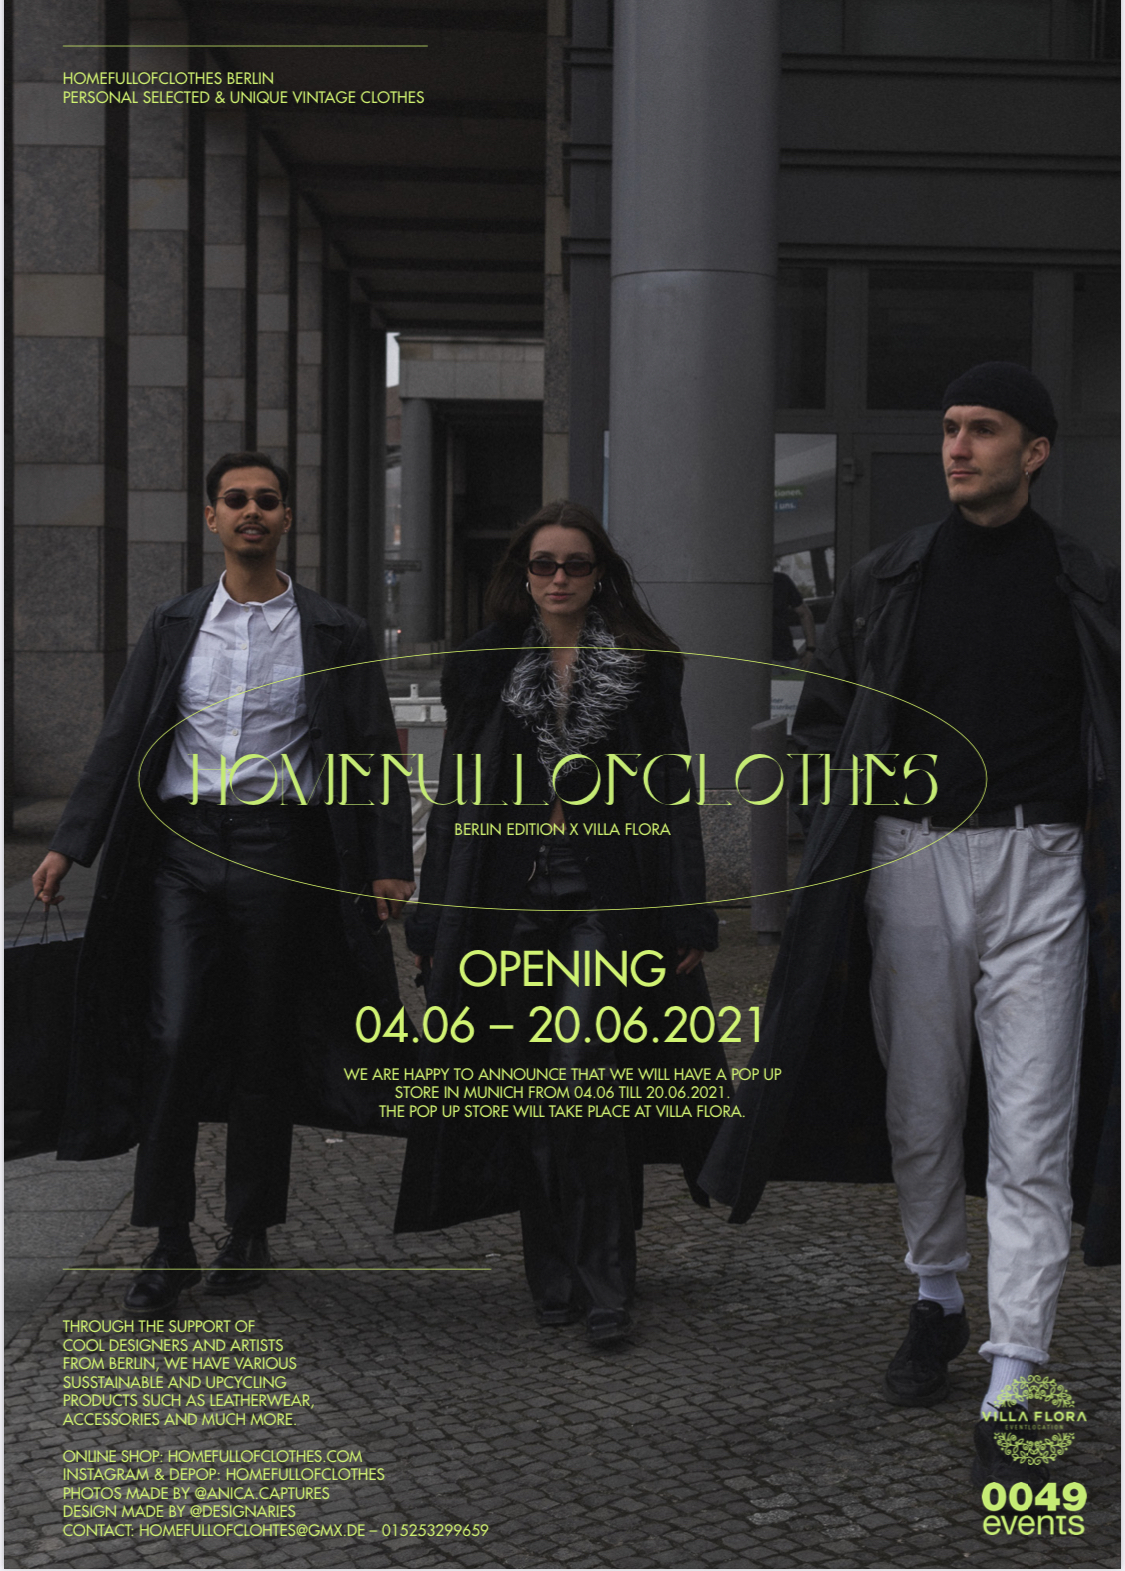 HOMEFULLOFCLOTHES BERLIN
PERSONAL SELECTED & UNIQUE VINTAGE CLOTHES
tionen.
uns.
HOMEFULLOFCLOTHES
BERLIN EDITION X VILLA FLORA
OPENING
04.06 – 20.06.2021
WE ARE HAPPY TO ANNOUNCE THAT WE WILL HAVE A POP UP
STORE IN MUNICH FROM 04.06 TILL 20.06.2021.
THE POP UP STORE WILL TAKE PLACE AT VILLA FLORA.
THROUGH THE SUPPORT OF
COOL DESIGNERS AND ARTISTS
FROM BERLIN, WE HAVE VARIOUS
SUSSTAINABLE AND UPCYCLING
PRODUCTS SUCH AS LEATHERWEAR,
ACCESSORIES AND MUCH MORE.
ONLINE SHOP: HOMEFULLOFCLOTHES.COM
INSTAGRAM & DEPOP: HOMEFULLOFCLOTHES
PHOTOS MADE BY @ANICA.CAPTURES
DESIGN MADE BY @DESIGNARIES
CONTACT: HOMEFULLOFCLOHTES@GMX.DE – 015253299659
VILLA FLORA
EVENTLOCATION
0049
events